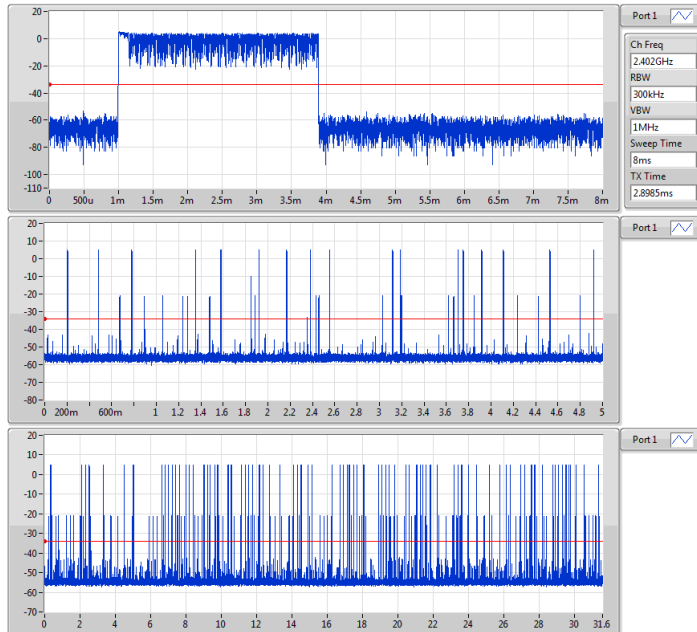 Port 1
20
0
-20
-40
-60
-80
-100
-110
0 500u 1m 1.5m 2m 2.5m 3m 3.5m 4m 4.5m 5m 5.5m 6m 6.5m 7m 7.5m 8m
Ch Freq
2.402GHz
RBW
300kHz
VBW
1MHz
Sweep Time
8ms
TX Time
2.8985ms
Port 1
20
10
0
-10
-20
-30
-40
-50
-60
-70
-80
0 200m 600m 1 1.2 1.4 1.6 1.8 2 2.2 2.4 2.6 2.8 3 3.2 3.4 3.6 3.8 4 4.2 4.4 4.6 4.8 5
Port 1
20
10
0
-10
-20
-30
-40
-50
-60
-70
0 2 4 6 8 10 12 14 16 18 20 22 24 26 28 30 31.6